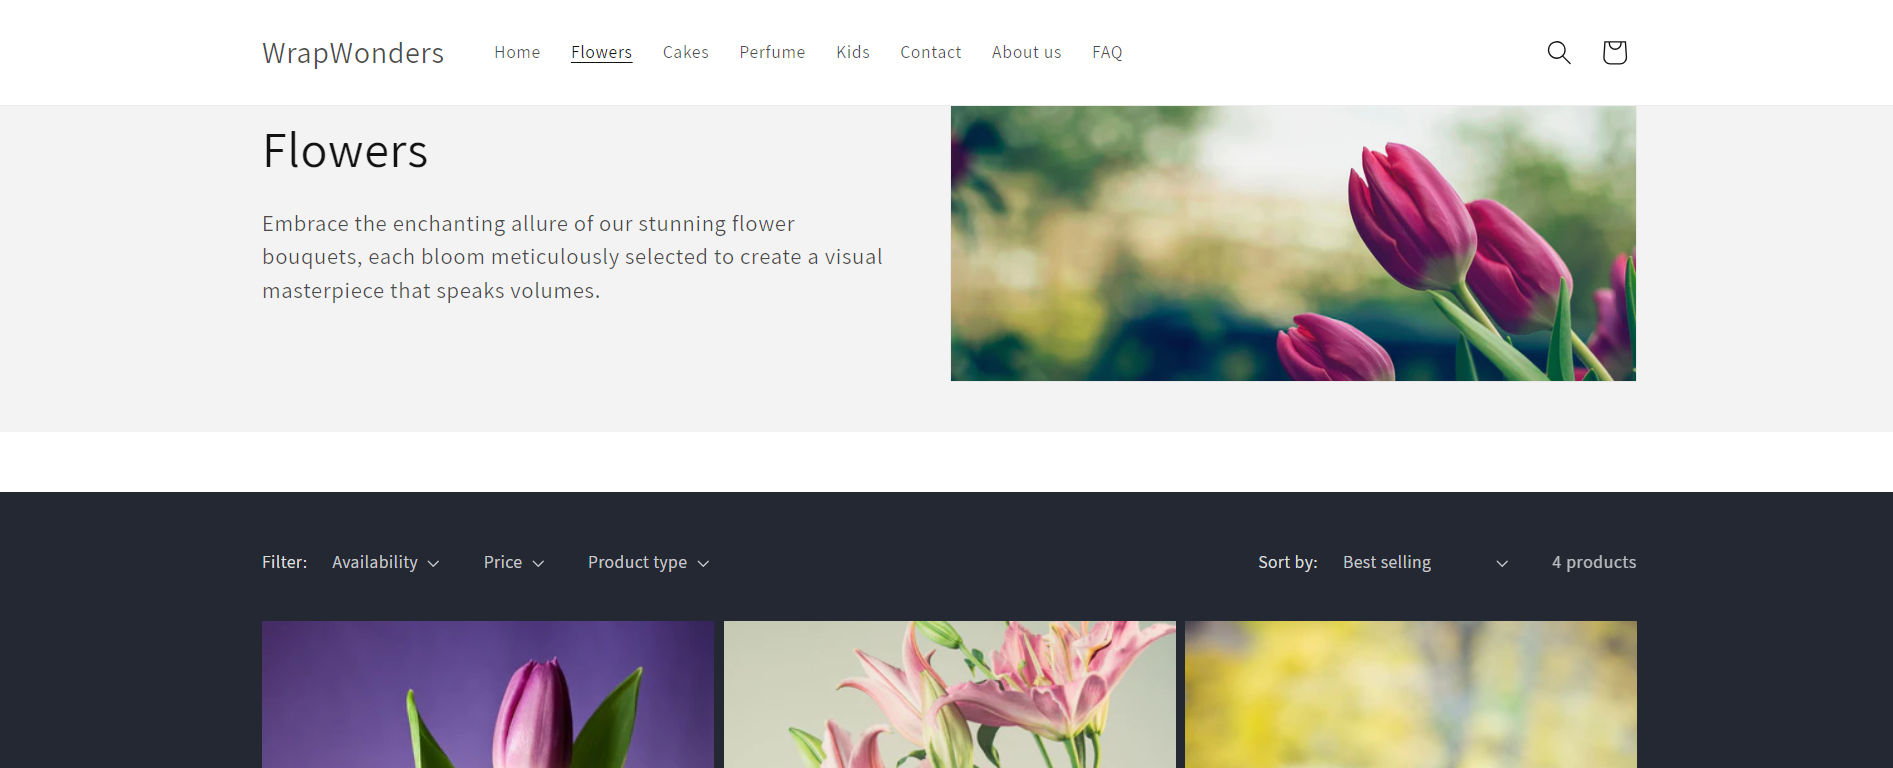 WrapWonders Home Flowers Cakes Perfume Kids Contact About us FAQ
Flowers
Embrace the enchanting allure of our stunning flower
bouquets, each bloom meticulously selected to create a visual
masterpiece that speaks volumes.
Filter: Availability Price Product type Sort by: Best selling 4 products